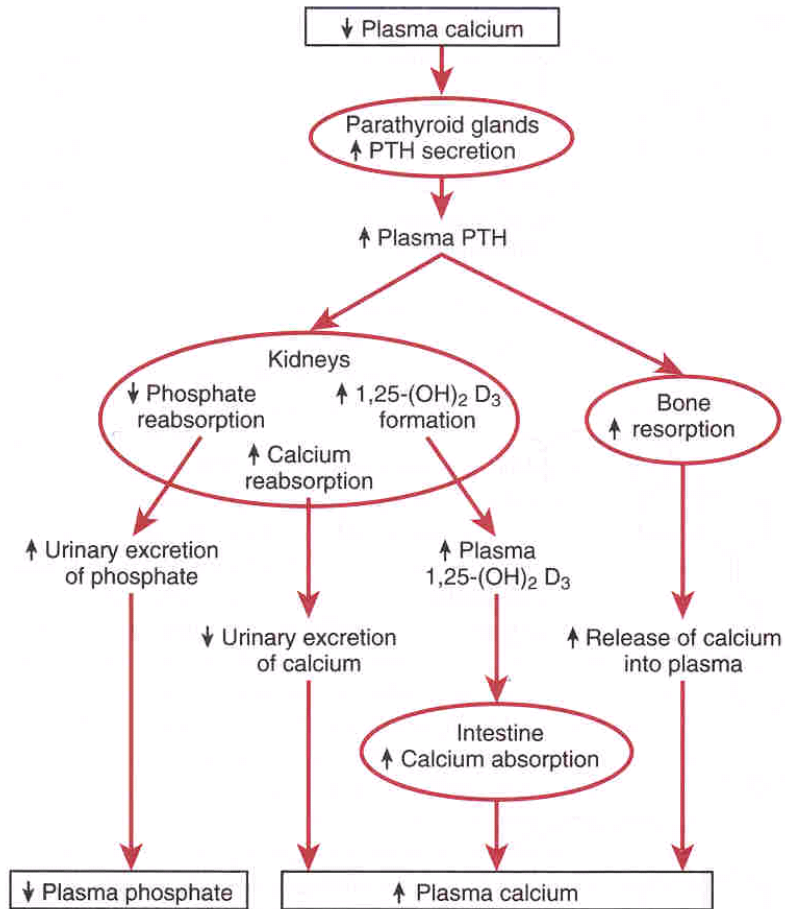 ↓ Plasma calcium
Parathyroid glands
↑ PTH secretion
↑ Plasma PTH
Kidneys
↓ Phosphate
reabsorption
↑ 1,25-(OH)₂ D₃
formation
↑ Calcium
reabsorption
Bone
↑ resorption
↑ Urinary excretion
of phosphate
↑ Plasma
1,25-(OH)₂ D₃
↓ Urinary excretion
of calcium
↑ Release of calcium
into plasma
Intestine
↑ Calcium absorption
↓ Plasma phosphate
↑ Plasma calcium